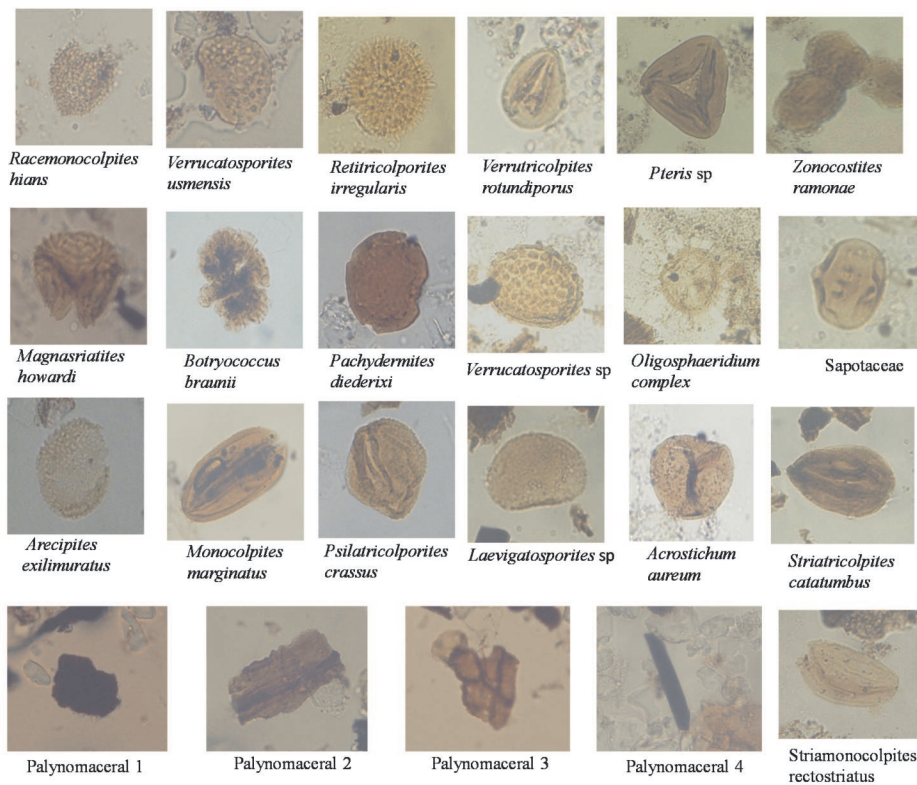 Racemonocolpites
hians
Verrucatosporites
usmensis
Retitricolporites
irregularis
Verrutricolpites
rotundiporus
Pteris sp
Zonocostites
ramonae
Magnasriatites
howardi
Botryococcus
braunii
Pachydermites
diederixi
Verrucatosporites sp
Oligosphaeridium
complex
Sapotaceae
Arecipites
exilimuratus
Monocolpites
marginatus
Psilatricolporites
crassus
Laevigatosporites sp
Acrostichum
aureum
Striatricolpites
catatumbus
Palynomaceral 1
Palynomaceral 2
Palynomaceral 3
Palynomaceral 4
Striamonocolpites
rectostriatus